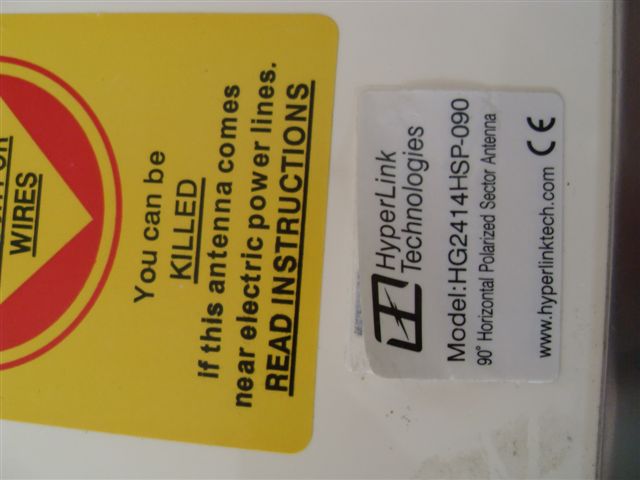 WIRES
You can be
KILLED
if this antenna comes
near electric power lines.
READ INSTRUCTIONS
HyperLink
Technologies
Model:HG2414HSP-090
90° Horizontal Polarized Sector Antenna
www.hyperlinktech.com CE